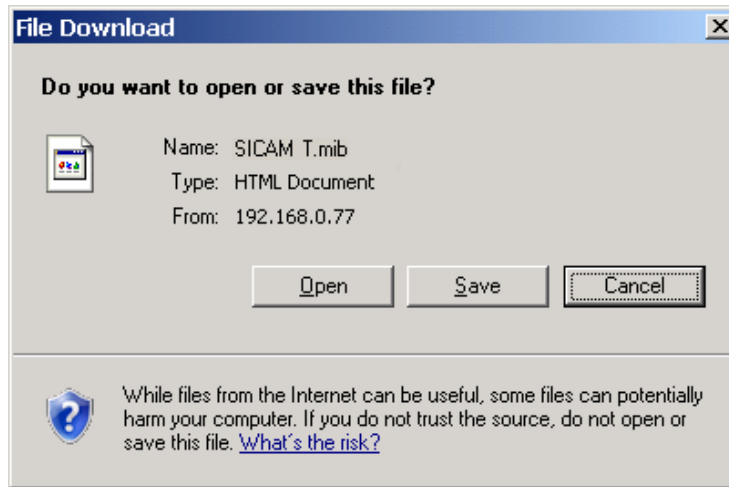 File Download
Do you want to open or save this file?
Name: SICAM T.mib
Type: HTML Document
From: 192.168.0.77
Open Save Cancel
While files from the Internet can be useful, some files can potentially
harm your computer. If you do not trust the source, do not open or
save this file. What's the risk?